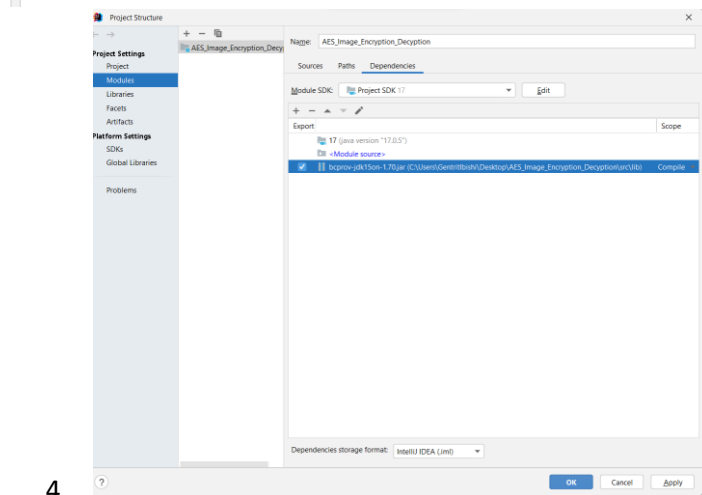 Project Structure
Project Settings
Project
Modules
Libraries
Facets
Artifacts
Platform Settings
SDKs
Global Libraries
Problems
AES_Image_Encryption_Decy
Name: AES_Image_Encryption_Decyption
Sources Paths Dependencies
Module SDK: Project SDK 17 Edit
Export Scope
17 (java version "17.0.5")
<Module source>
bcprov-jdk15on-1.70.jar (C:\Users\GentritIbishi\Desktop\AES_Image_Encryption_Decyption\src\lib) Compile
Dependencies storage format: IntelliJ IDEA (.iml)
? OK Cancel Apply
4